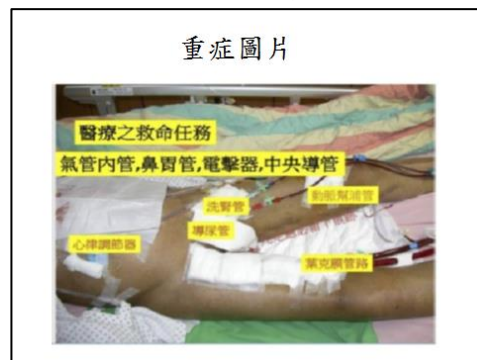 重症圖片
醫療之救命任務
氣管內管,鼻胃管,電擊器,中央導管
洗腎管
動脈幫浦管
導尿管
心律調節器
葉克膜管路